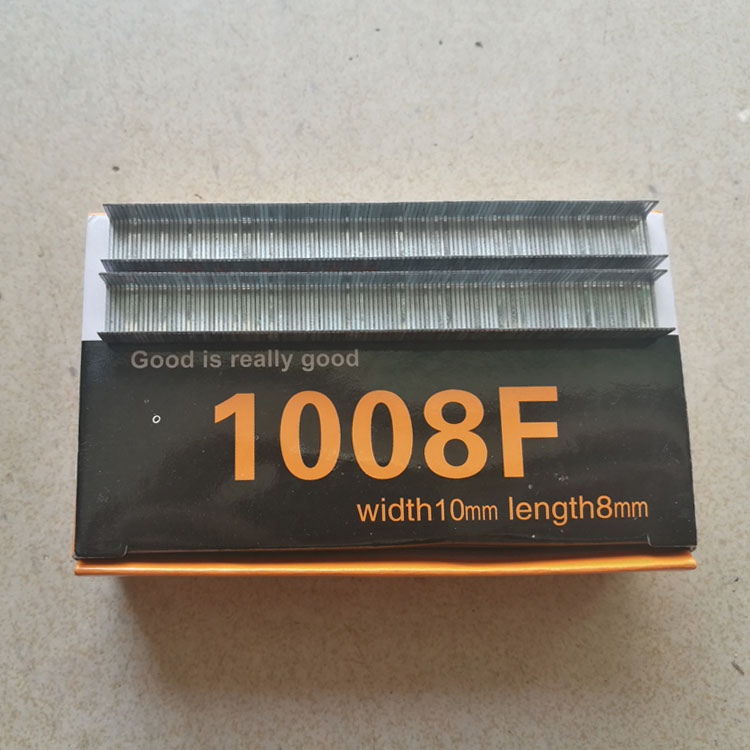 Good is really good
1008F
width10mm length8mm